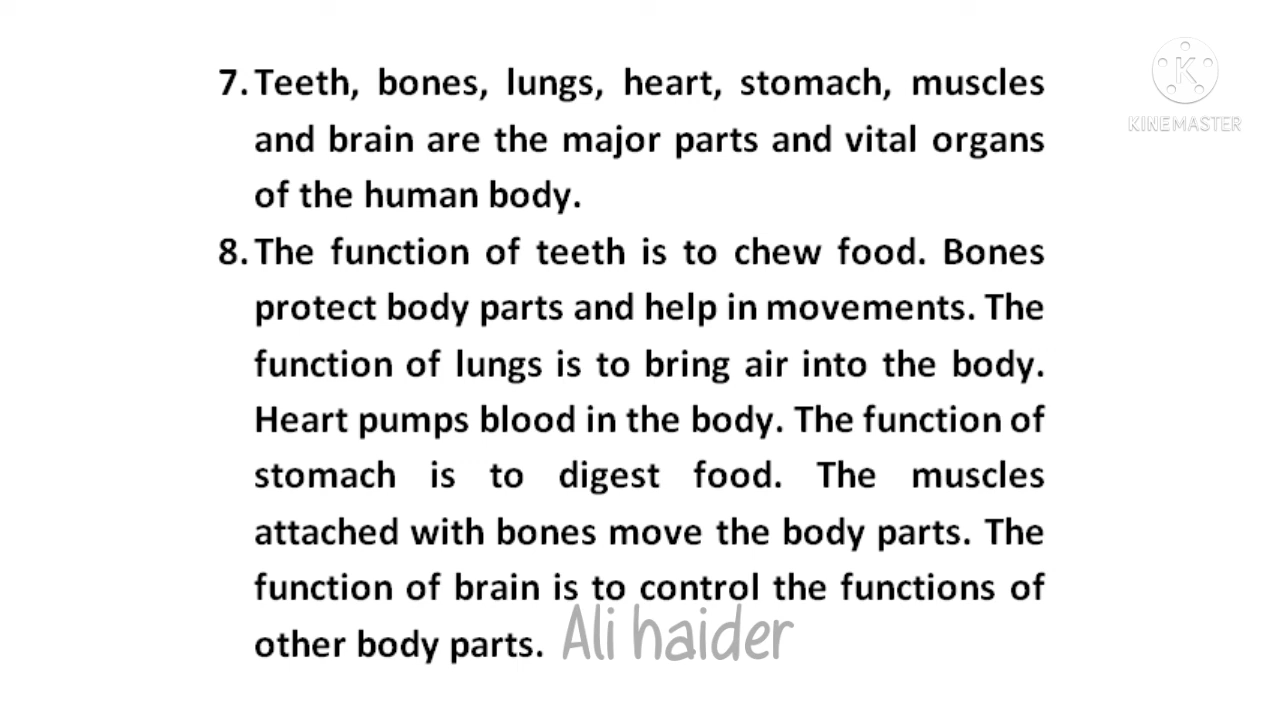 7. Teeth, bones, lungs, heart, stomach, muscles
and brain are the major parts and vital organs
of the human body.
8. The function of teeth is to chew food. Bones
protect body parts and help in movements. The
function of lungs is to bring air into the body.
Heart pumps blood in the body. The function of
stomach is to digest food. The muscles
attached with bones move the body parts. The
function of brain is to control the functions of
other body parts.
Ali haider
K
KINEMASTER